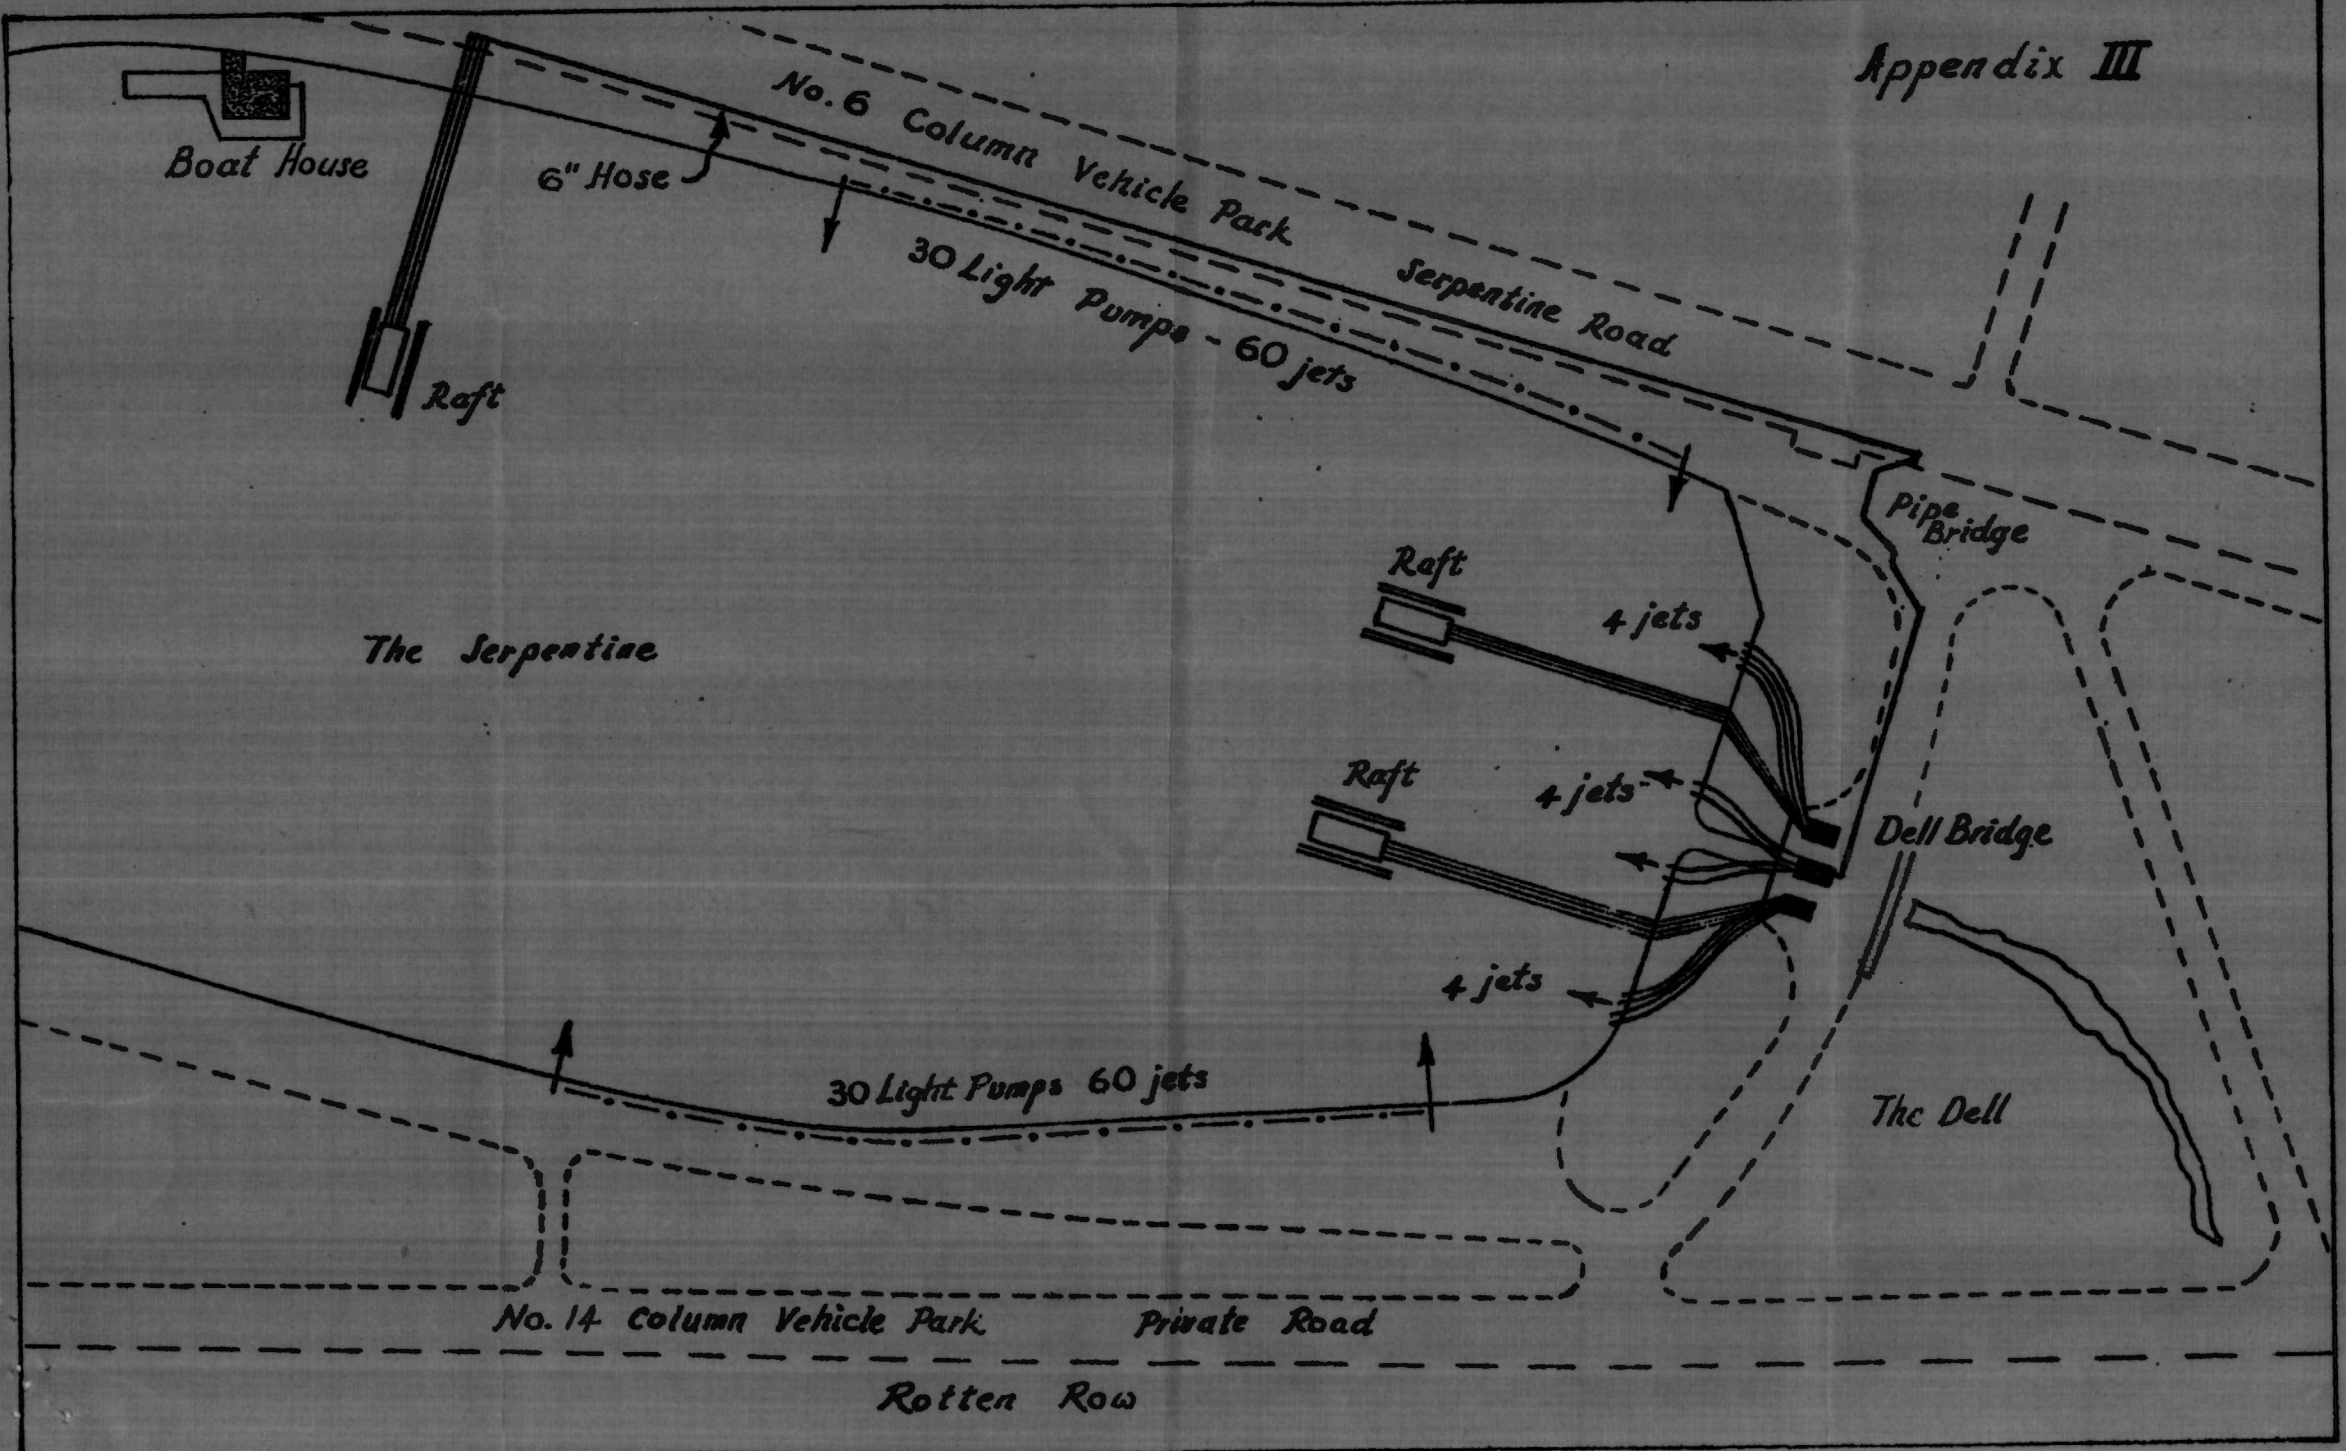 Appendix III
No. 6 Column Vehicle Park
Serpentine Road
Boat House
6" Hose
30 Light Pumps - 60 jets
Raft
Pipe
Bridge
Raft
4 jets
The Serpentine
Raft
4 jets
Dell Bridge
4 jets
30 Light Pumps 60 jets
The Dell
No. 14 Column Vehicle Park
Private Road
Rotten Row